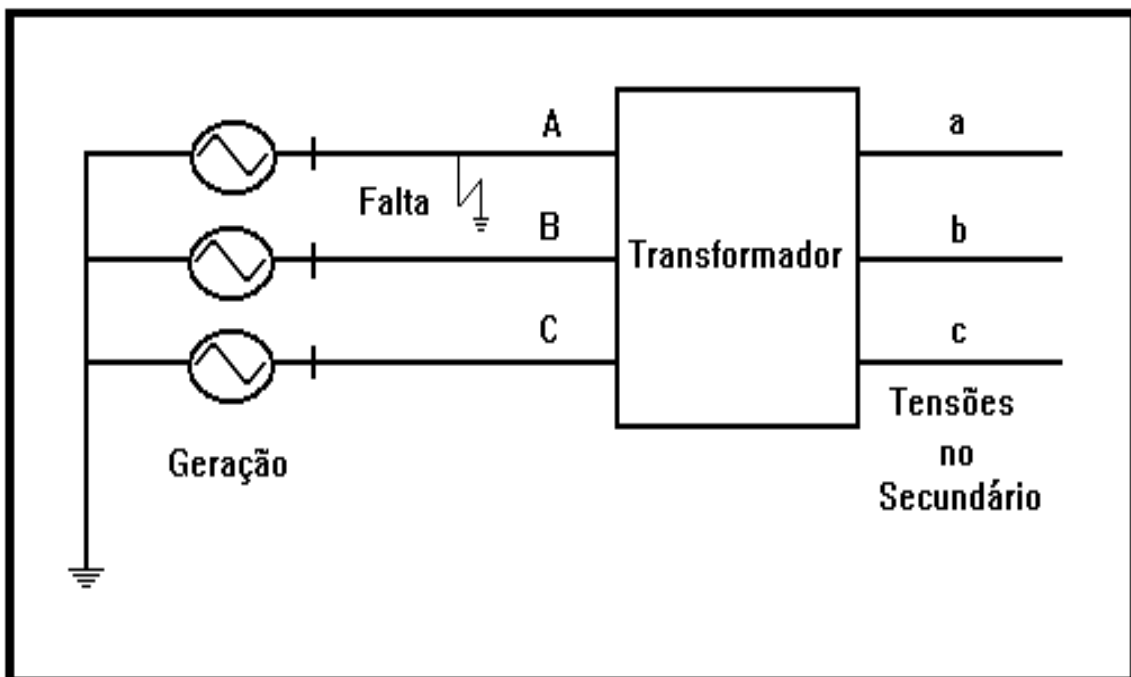 A
a
Falta
B
Transformador
b
C
c
Tensões
no
Secundário
Geração